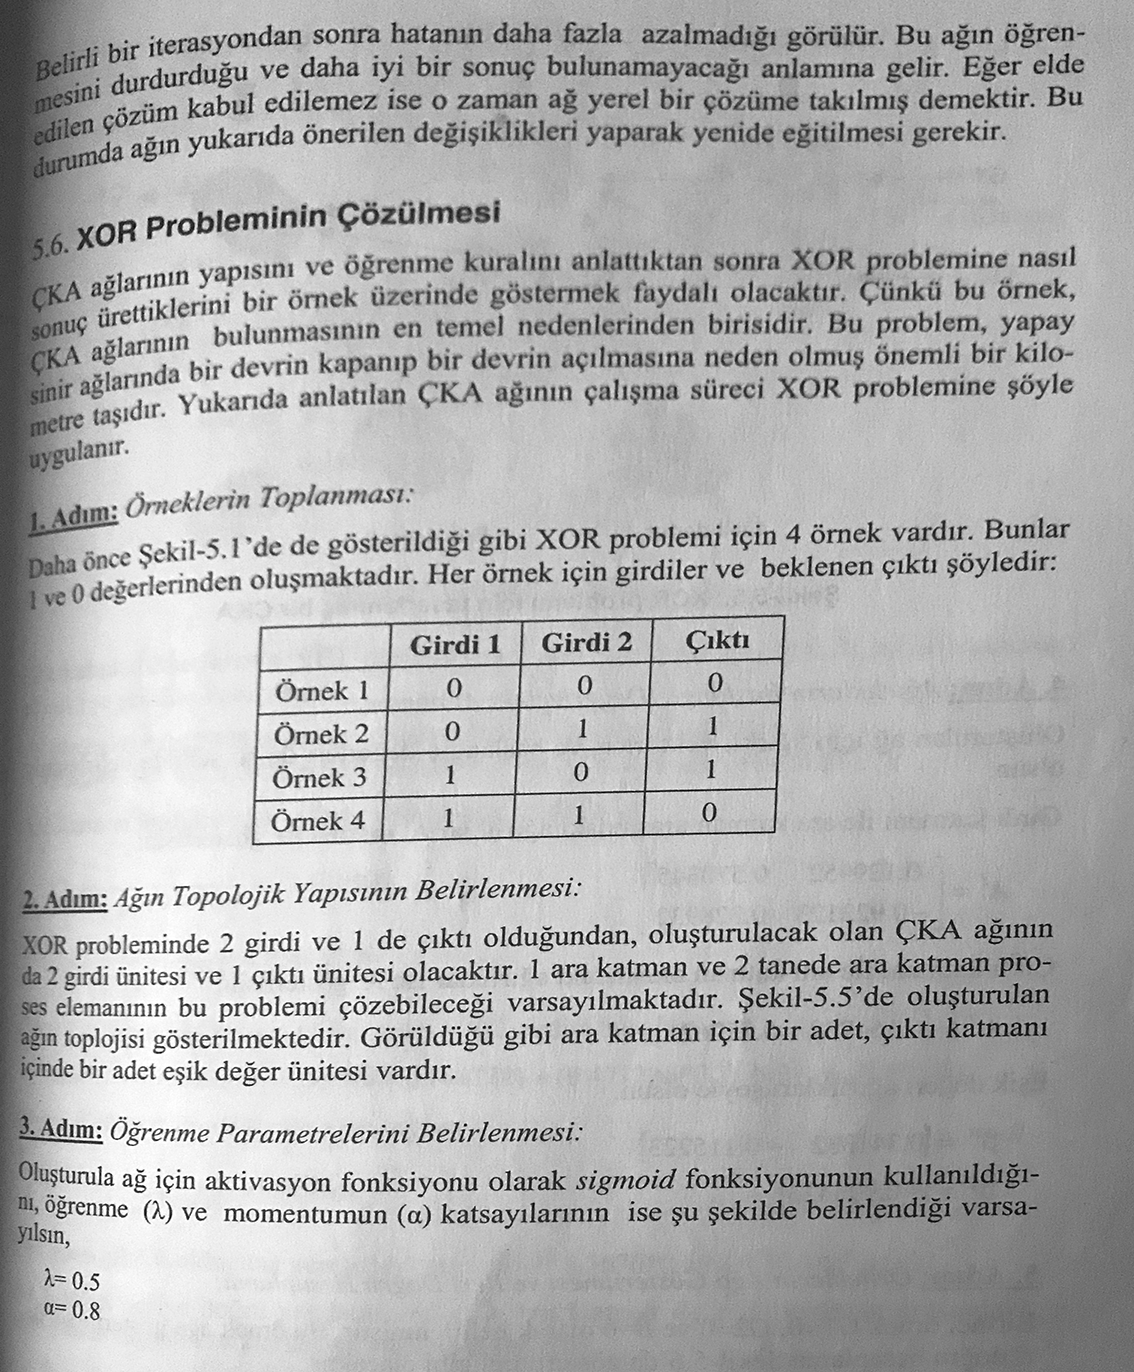 Belirli bir iterasyondan sonra hatanın daha fazla azalmadığı görülür. Bu ağın öğren-
mesini durdurduğu ve daha iyi bir sonuç bulunamayacağı anlamına gelir. Eğer elde
edilen çözüm kabul edilemez ise o zaman ağ yerel bir çözüme takılmış demektir. Bu
durumda ağın yukarıda önerilen değişiklikleri yaparak yenide eğitilmesi gerekir.
5.6. XOR Probleminin Çözülmesi
ÇKA ağlarının yapısını ve öğrenme kuralını anlattıktan sonra XOR problemine nasıl
sonuç ürettiklerini bir örnek üzerinde göstermek faydalı olacaktır. Çünkü bu örnek,
ÇKA ağlarının bulunmasının en temel nedenlerinden birisidir. Bu problem, yapay
sinir ağlarında bir devrin kapanıp bir devrin açılmasına neden olmuş önemli bir kilo-
metre taşıdır. Yukarıda anlatılan ÇKA ağının çalışma süreci XOR problemine şöyle
uygulanır.
1. Adım: Örneklerin Toplanması:
Daha önce Şekil-5.1'de de gösterildiği gibi XOR problemi için 4 örnek vardır. Bunlar
1 ve 0 değerlerinden oluşmaktadır. Her örnek için girdiler ve beklenen çıktı şöyledir:
Girdi 1 Girdi 2 Çıktı
Örnek 1 0 0 0
Örnek 2 0 1 1
Örnek 3 1 0 1
Örnek 4 1 1 0
2. Adım: Ağın Topolojik Yapısının Belirlenmesi:
XOR probleminde 2 girdi ve 1 de çıktı olduğundan, oluşturulacak olan ÇKA ağının
da 2 girdi ünitesi ve 1 çıktı ünitesi olacaktır. 1 ara katman ve 2 tanede ara katman pro-
ses elemanının bu problemi çözebileceği varsayılmaktadır. Şekil-5.5'de oluşturulan
ağın toplojisi gösterilmektedir. Görüldüğü gibi ara katman için bir adet, çıktı katmanı
içinde bir adet eşik değer ünitesi vardır.
3. Adım: Öğrenme Parametrelerini Belirlenmesi:
Oluşturula ağ için aktivasyon fonksiyonu olarak sigmoid fonksiyonunun kullanıldığı-
nı, öğrenme (λ) ve momentumun (α) katsayılarının ise şu şekilde belirlendiği varsa-
yılsın,
λ= 0.5
α= 0.8